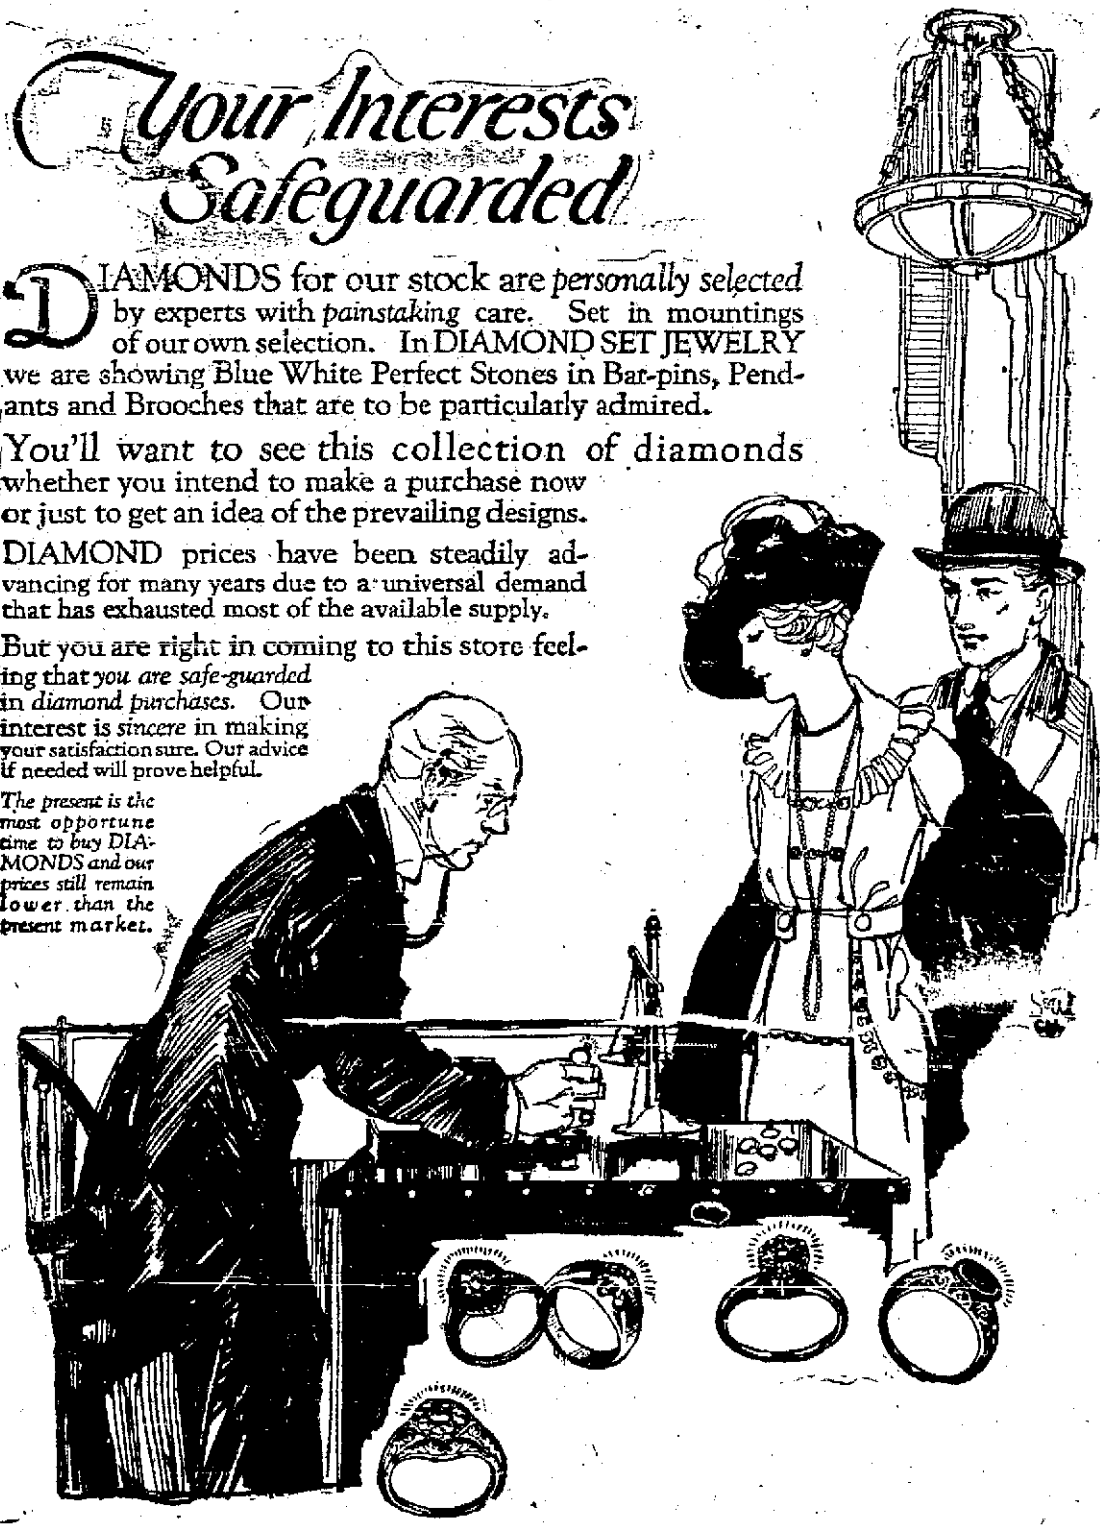 Your Interests
Safeguarded
DIAMONDS for our stock are personally selected
by experts with painstaking care. Set in mountings
of our own selection. In DIAMOND SET JEWELRY
we are showing Blue White Perfect Stones in Bar-pins, Pend-
ants and Brooches that are to be particularly admired.
You'll want to see this collection of diamonds
whether you intend to make a purchase now
or just to get an idea of the prevailing designs.
DIAMOND prices have been steadily ad-
vancing for many years due to a universal demand
that has exhausted most of the available supply.
But you are right in coming to this store feel-
ing that you are safe-guarded
in diamond purchases. Our
interest is sincere in making
your satisfaction sure. Our advice
if needed will prove helpful.
The present is the
most opportune
time to buy DIA-
MONDS and our
prices still remain
lower than the
present market.